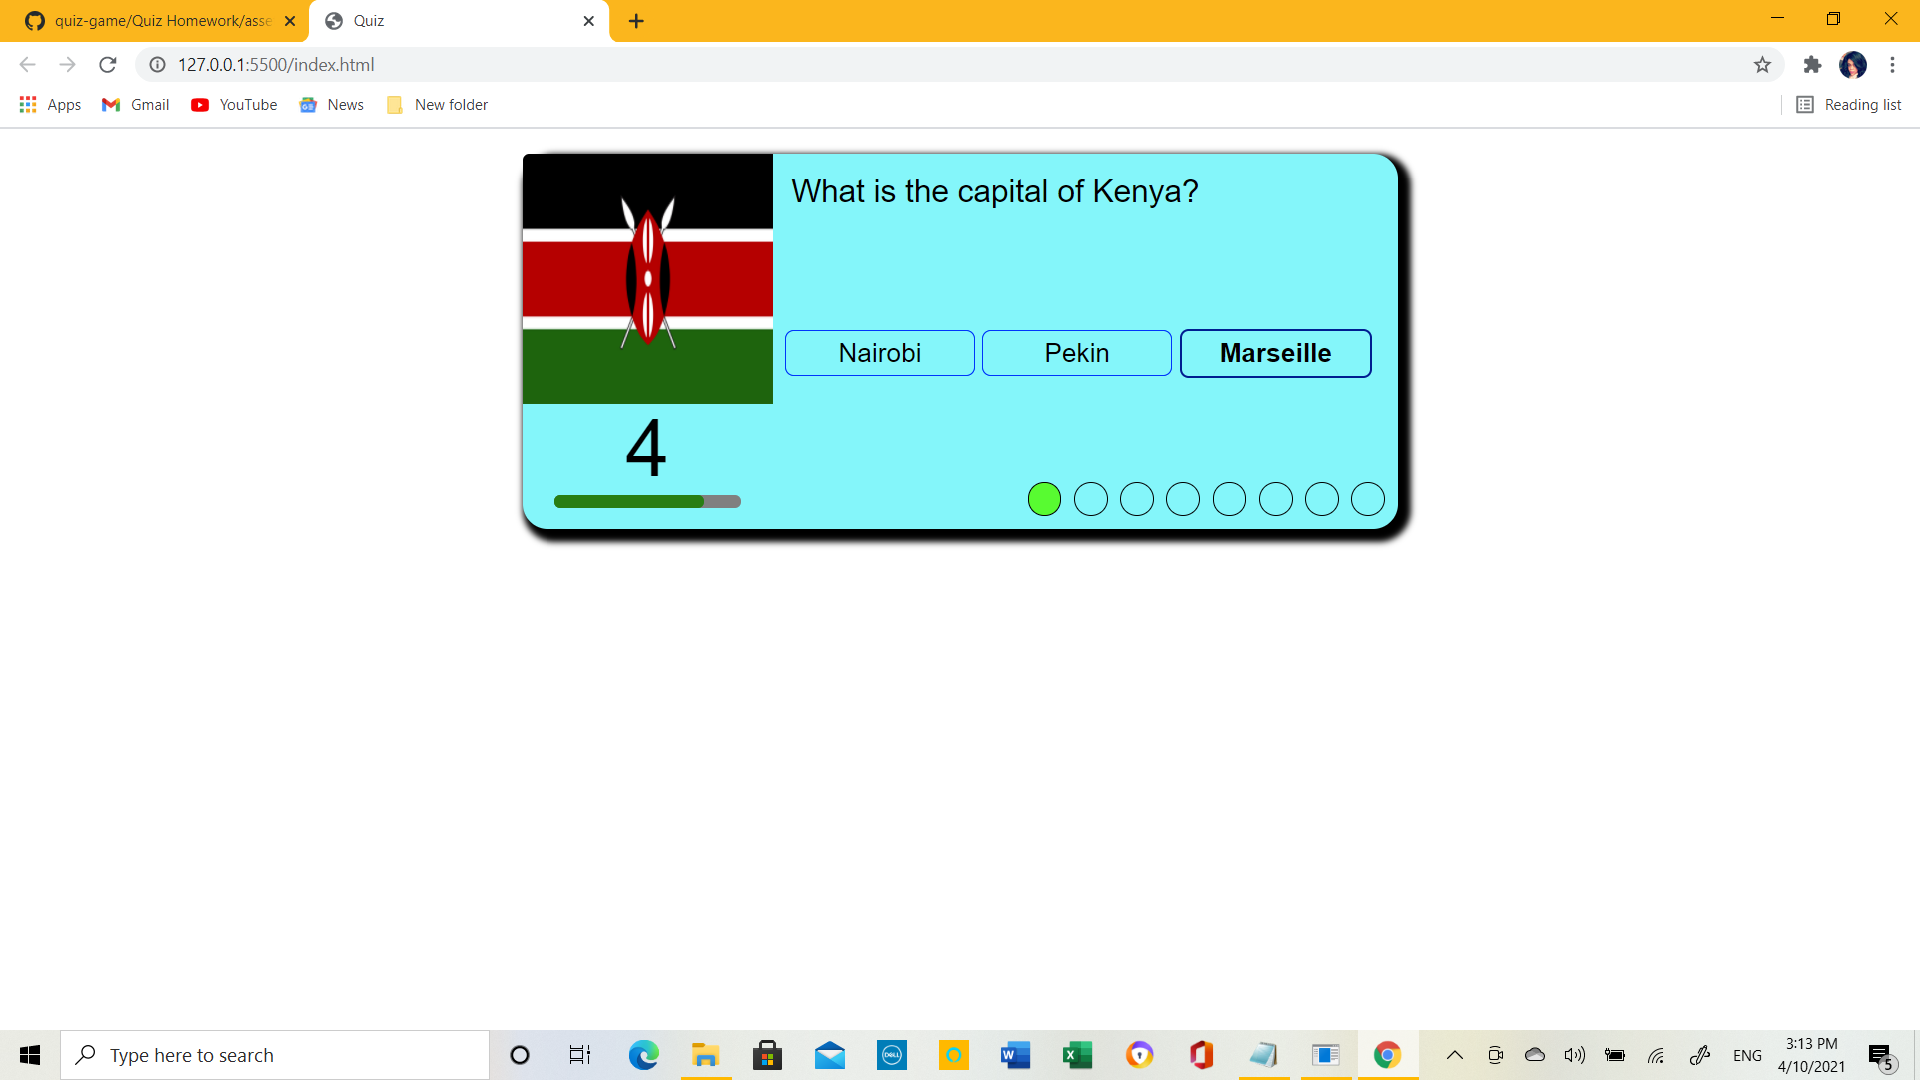 quiz-game/Quiz Homework/asse
Quiz
127.0.0.1:5500/index.html
Apps
Gmail
YouTube
News
New folder
Reading list
What is the capital of Kenya?
Nairobi
Pekin
Marseille
4
Type here to search
DELL
W
X
ENG
3:13 PM
4/10/2021
5